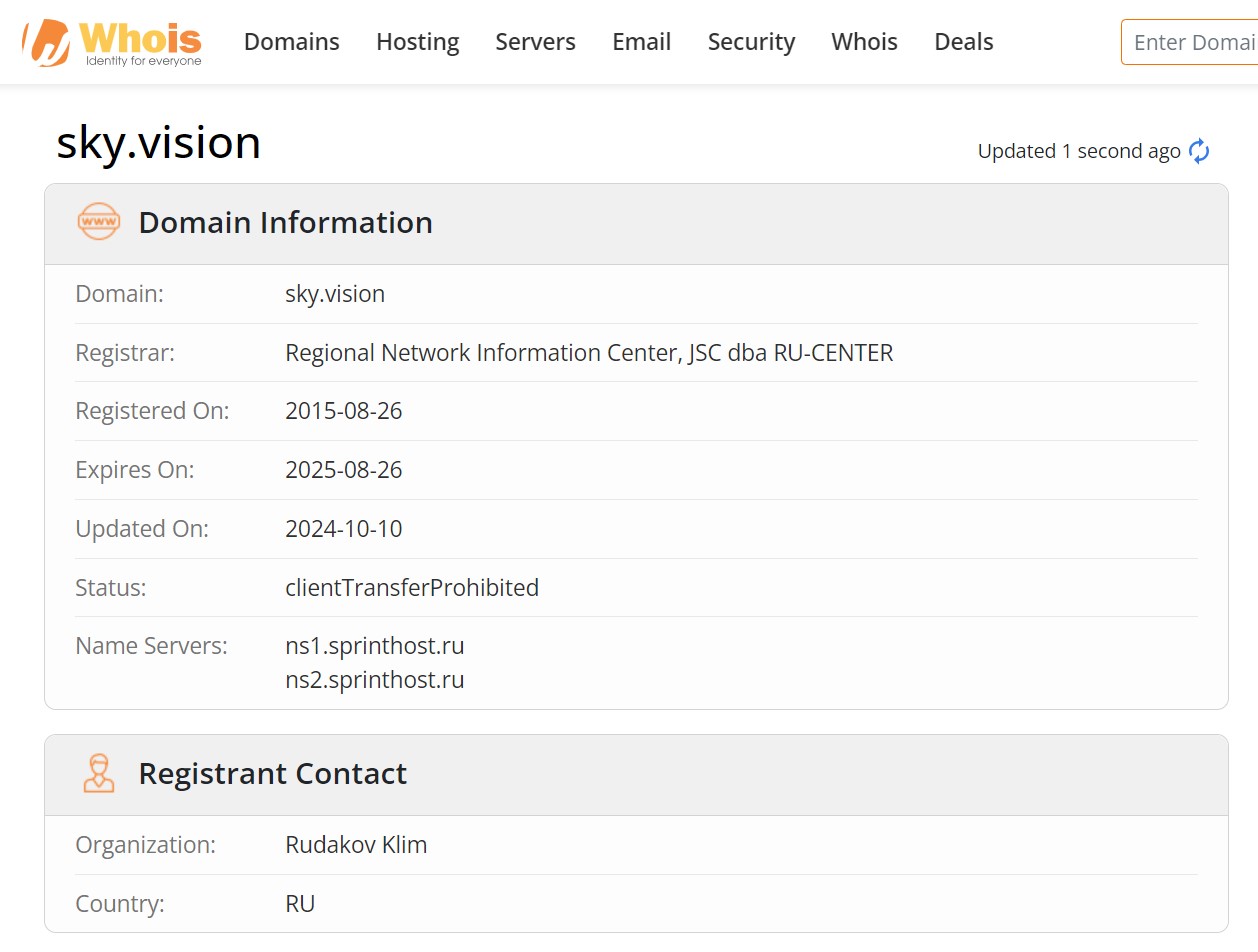 Whois
Identity for everyone
Domains Hosting Servers Email Security Whois Deals
Enter Domai
sky.vision
Updated 1 second ago
www
Domain Information
Domain: sky.vision
Registrar: Regional Network Information Center, JSC dba RU-CENTER
Registered On: 2015-08-26
Expires On: 2025-08-26
Updated On: 2024-10-10
Status: clientTransferProhibited
Name Servers: ns1.sprinthost.ru
ns2.sprinthost.ru
Registrant Contact
Organization: Rudakov Klim
Country: RU